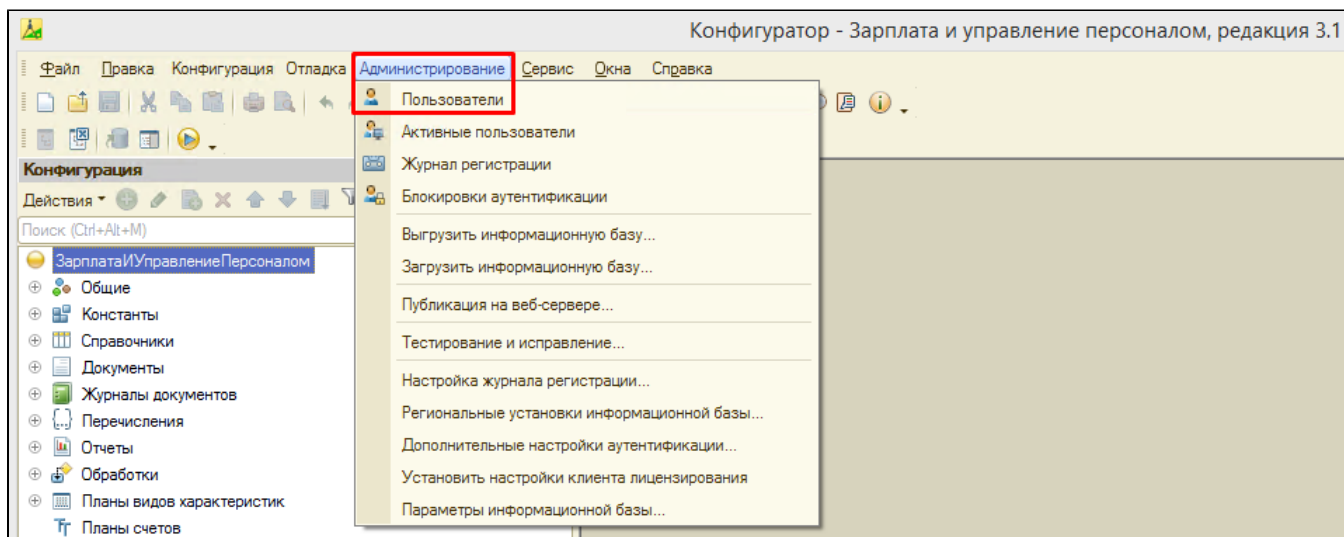 Конфигуратор - Зарплата и управление персоналом, редакция 3.1
Файл Правка Конфигурация Отладка Администрирование Сервис Окна Справка
Пользователи
Активные пользователи
Журнал регистрации
Блокировки аутентификации
Выгрузить информационную базу...
Загрузить информационную базу...
Публикация на веб-сервере...
Тестирование и исправление...
Настройка журнала регистрации...
Региональные установки информационной базы...
Дополнительные настройки аутентификации...
Установить настройки клиента лицензирования
Параметры информационной базы...
Конфигурация
Действия
Поиск (Ctrl+Alt+M)
ЗарплатаИУправлениеПерсоналом
Общие
Константы
Справочники
Документы
Журналы документов
Перечисления
Отчеты
Обработки
Планы видов характеристик
Планы счетов